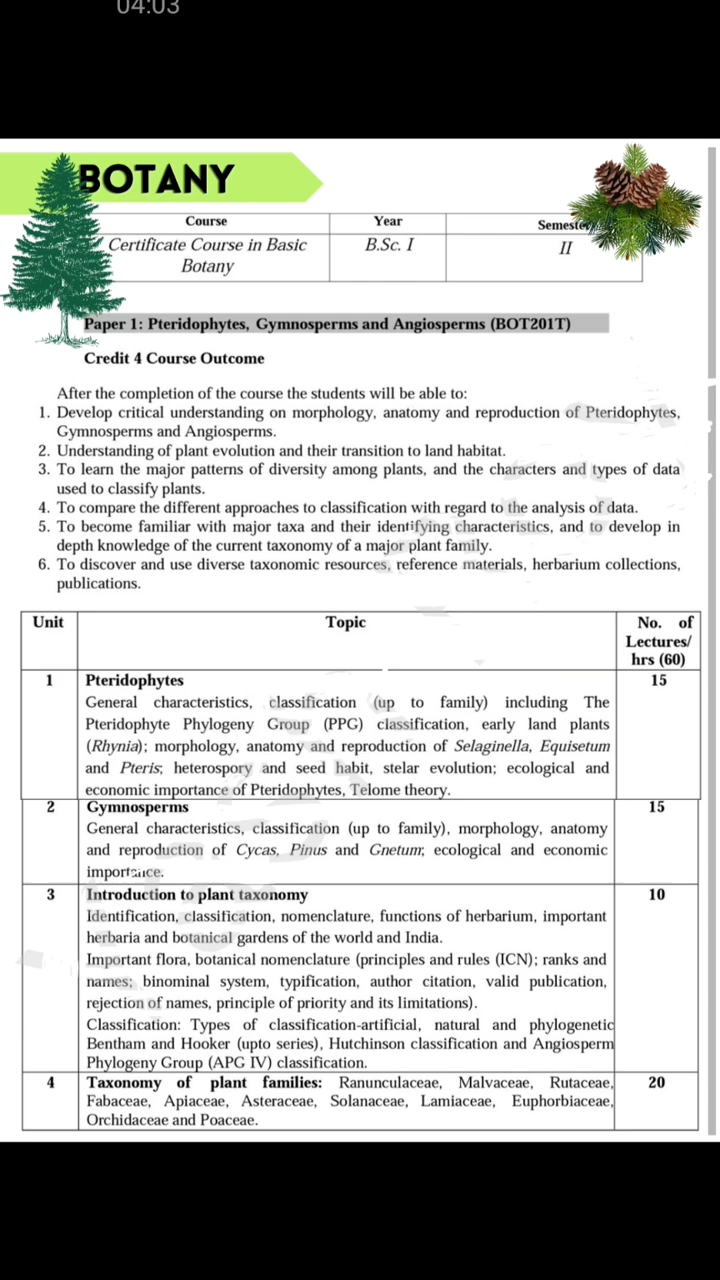 04:03
BOTANY
Course Year Semester
Certificate Course in Basic B.Sc. I II
Botany
Paper 1: Pteridophytes, Gymnosperms and Angiosperms (BOT201T)
Credit 4 Course Outcome
After the completion of the course the students will be able to:
1. Develop critical understanding on morphology, anatomy and reproduction of Pteridophytes,
Gymnosperms and Angiosperms.
2. Understanding of plant evolution and their transition to land habitat.
3. To learn the major patterns of diversity among plants, and the characters and types of data
used to classify plants.
4. To compare the different approaches to classification with regard to the analysis of data.
5. To become familiar with major taxa and their identifying characteristics, and to develop in
depth knowledge of the current taxonomy of a major plant family.
6. To discover and use diverse taxonomic resources, reference materials, herbarium collections,
publications.
Unit Topic No. of
Lectures/
hrs (60)
1 Pteridophytes 15
General characteristics, classification (up to family) including The
Pteridophyte Phylogeny Group (PPG) classification, early land plants
(Rhynia); morphology, anatomy and reproduction of Selaginella, Equisetum
and Pteris; heterospory and seed habit, stelar evolution; ecological and
economic importance of Pteridophytes, Telome theory.
2 Gymnosperms 15
General characteristics, classification (up to family), morphology, anatomy
and reproduction of Cycas, Pinus and Gnetum; ecological and economic
importance.
3 Introduction to plant taxonomy 10
Identification, classification, nomenclature, functions of herbarium, important
herbaria and botanical gardens of the world and India.
Important flora, botanical nomenclature (principles and rules (ICN); ranks and
names; binominal system, typification, author citation, valid publication,
rejection of names, principle of priority and its limitations).
Classification: Types of classification-artificial, natural and phylogenetic
Bentham and Hooker (upto series), Hutchinson classification and Angiosperm
Phylogeny Group (APG IV) classification.
4 Taxonomy of plant families: Ranunculaceae, Malvaceae, Rutaceae, 20
Fabaceae, Apiaceae, Asteraceae, Solanaceae, Lamiaceae, Euphorbiaceae,
Orchidaceae and Poaceae.